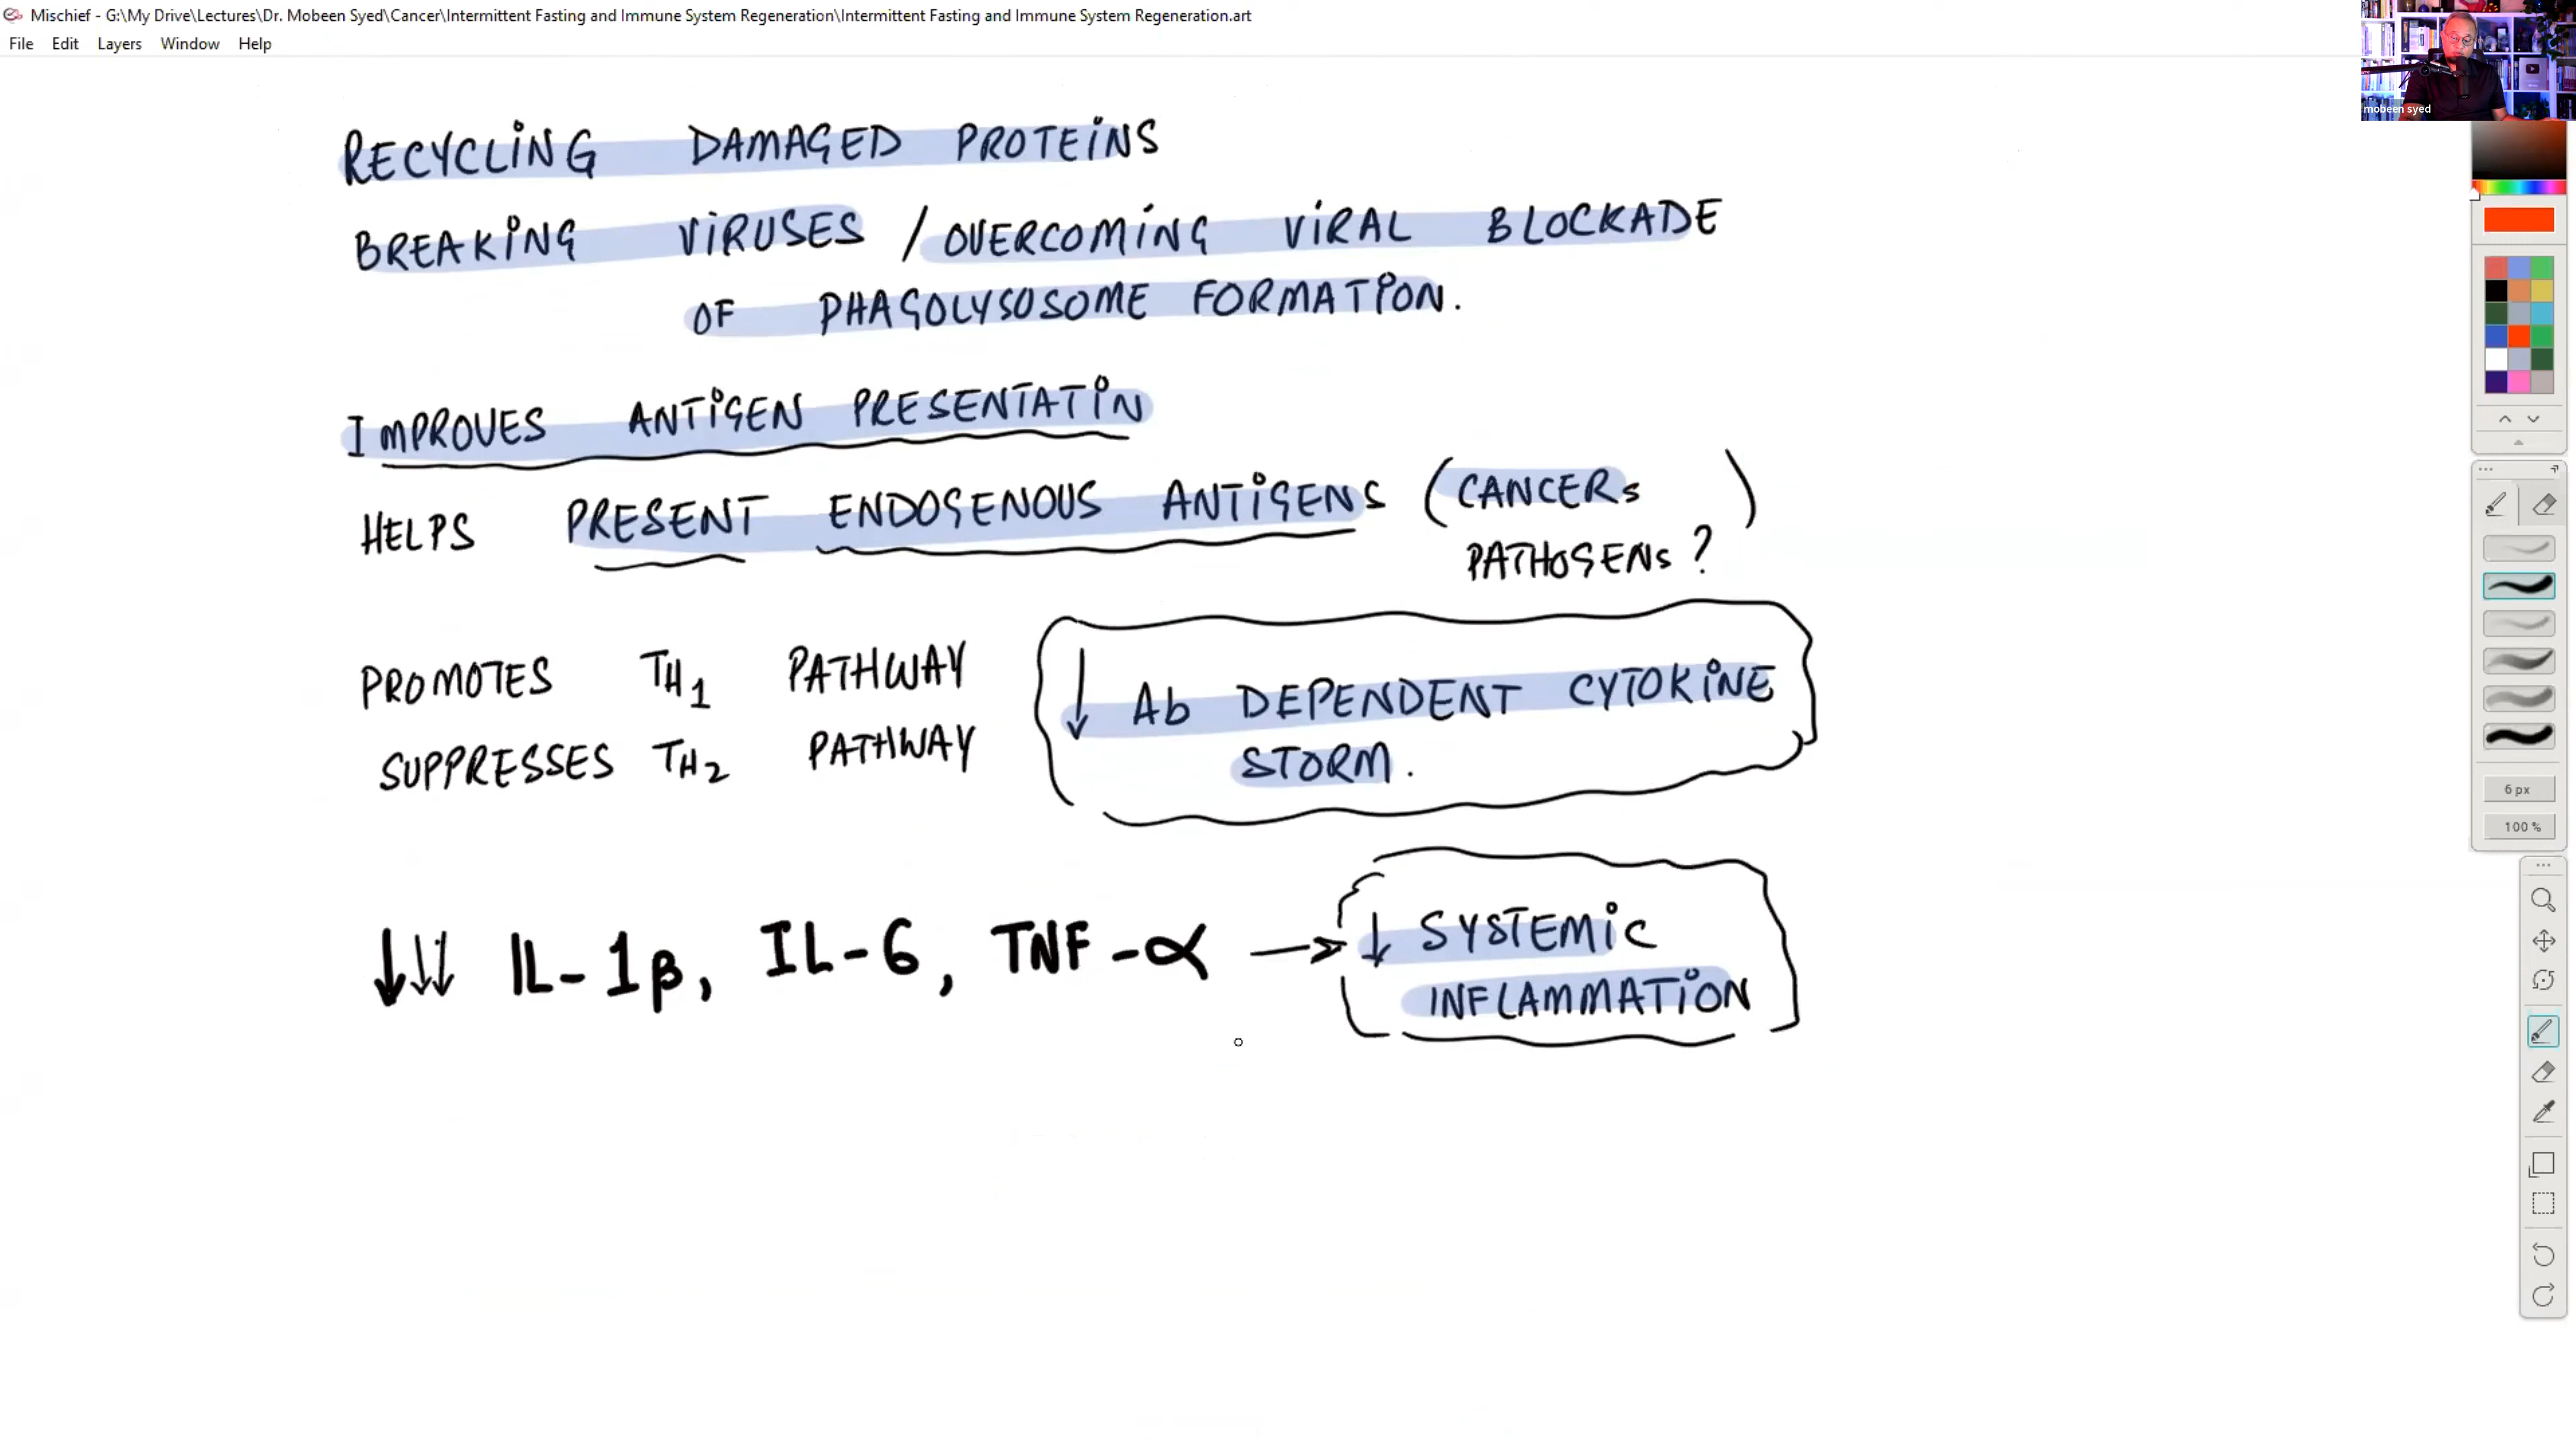 Mischief - G:\My Drive\Lectures\Dr. Mobeen Syed\Cancer\Intermittent Fasting and Immune System Regeneration\Intermittent Fasting and Immune System Regeneration.art
File Edit Layers Window Help
mobeen syed
RECYCLING DAMAGED PROTEINS
BREAKING VIRUSES / OVERCOMING VIRAL BLOCKADE
OF PHAGOLYSOSOME FORMATION.
IMPROVES ANTIGEN PRESENTATIN
HELPS PRESENT ENDOGENOUS ANTIGENS (CANCERs
PATHOGENs ?)
PROMOTES TH1 PATHWAY
SUPPRESSES TH2 PATHWAY
↓ Ab DEPENDENT CYTOKINE
STORM.
↓↓↓ IL-1β, IL-6, TNF-α → ↓ SYSTEMIC
INFLAMMATION
6 px
100 %